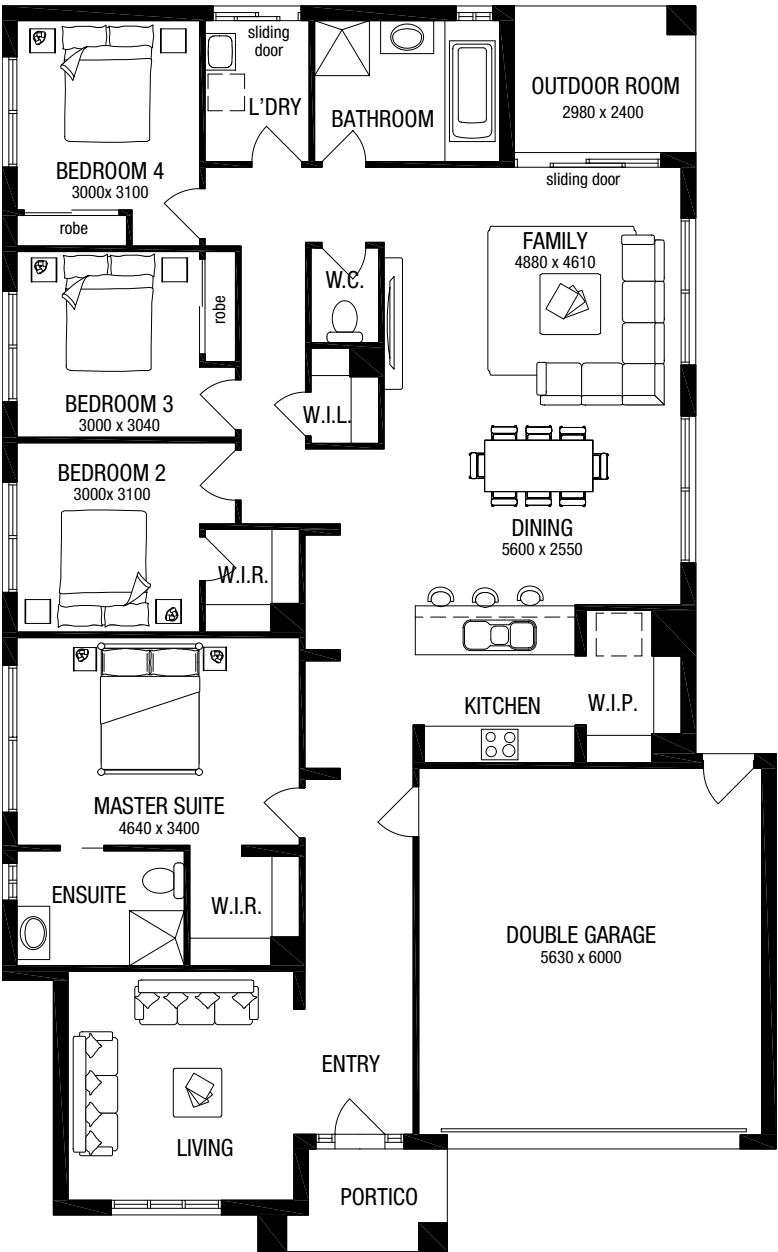 sliding
door
L'DRY
BATHROOM
OUTDOOR ROOM
2980 x 2400
BEDROOM 4
3000x 3100
robe
sliding door
FAMILY
4880 x 4610
W.C.
robe
BEDROOM 3
3000 x 3040
W.I.L.
BEDROOM 2
3000x 3100
DINING
5600 x 2550
W.I.R.
KITCHEN
W.I.P.
MASTER SUITE
4640 x 3400
ENSUITE
W.I.R.
DOUBLE GARAGE
5630 x 6000
ENTRY
LIVING
PORTICO